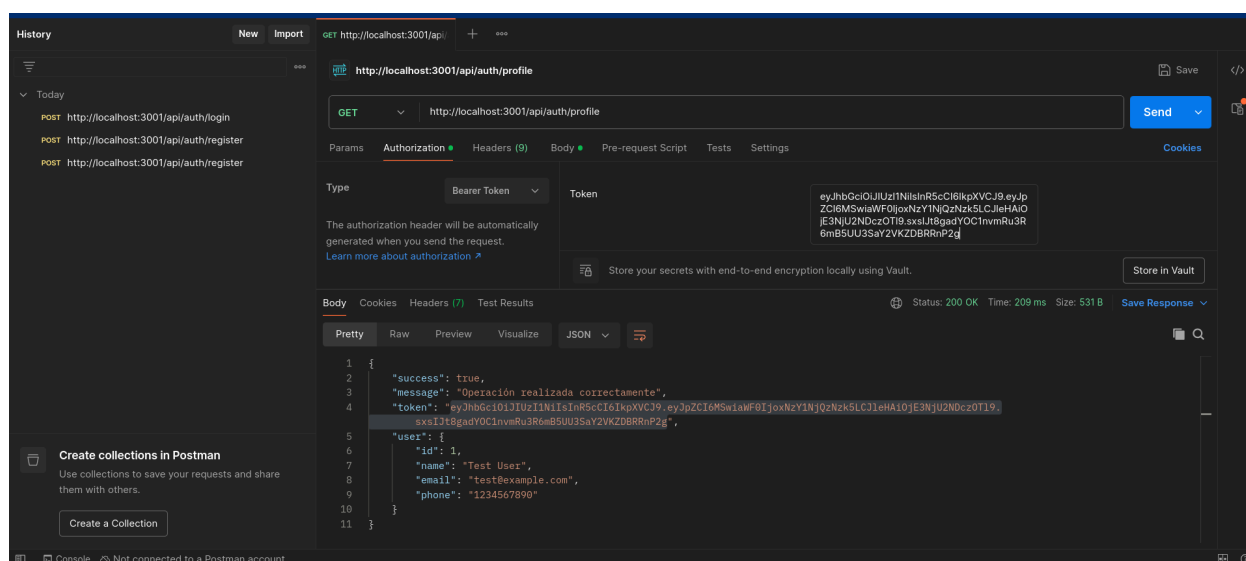 History
New Import
GET http://localhost:3001/api/
Today
POST http://localhost:3001/api/auth/login
POST http://localhost:3001/api/auth/register
POST http://localhost:3001/api/auth/register
Create collections in Postman
Use collections to save your requests and share
them with others.
Create a Collection
HTTP http://localhost:3001/api/auth/profile
Save
GET http://localhost:3001/api/auth/profile
Send
Params Authorization Headers (9) Body Pre-request Script Tests Settings
Cookies
Type Bearer Token
The authorization header will be automatically
generated when you send the request.
Learn more about authorization
Token
eyJhbGciOiJIUzI1NiIsInR5cCI6IkpXVCJ9.eyJp
ZCI6MSwiaWF0IjoxNzY1NjQzNzk5LCJleHAiO
jE3NjU2NDczOTl9.sxsIJt8gadYOC1nvmRu3R
6mB5UU3SaY2VKZDBRRnP2g
Store your secrets with end-to-end encryption locally using Vault.
Store in Vault
Body Cookies Headers (7) Test Results
Status: 200 OK Time: 209 ms Size: 531 B Save Response
Pretty Raw Preview Visualize JSON
1 {
2 "success": true,
3 "message": "Operación realizada correctamente",
4 "token": "eyJhbGciOiJIUzI1NiIsInR5cCI6IkpXVCJ9.eyJpZCI6MSwiaWF0IjoxNzY1NjQzNzk5LCJleHAiOjE3NjU2NDczOTl9.
sxsIJt8gadYOC1nvmRu3R6mB5UU3SaY2VKZDBRRnP2g",
5 "user": {
6 "id": 1,
7 "name": "Test User",
8 "email": "test@example.com",
9 "phone": "1234567890"
10 }
11 }
Console Not connected to a Postman account